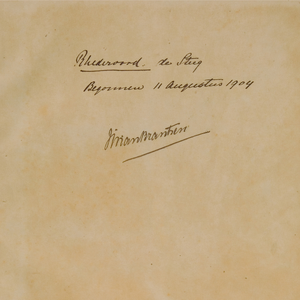 Rhederoord. de Steeg
Begonnen 11 Augustus 1904